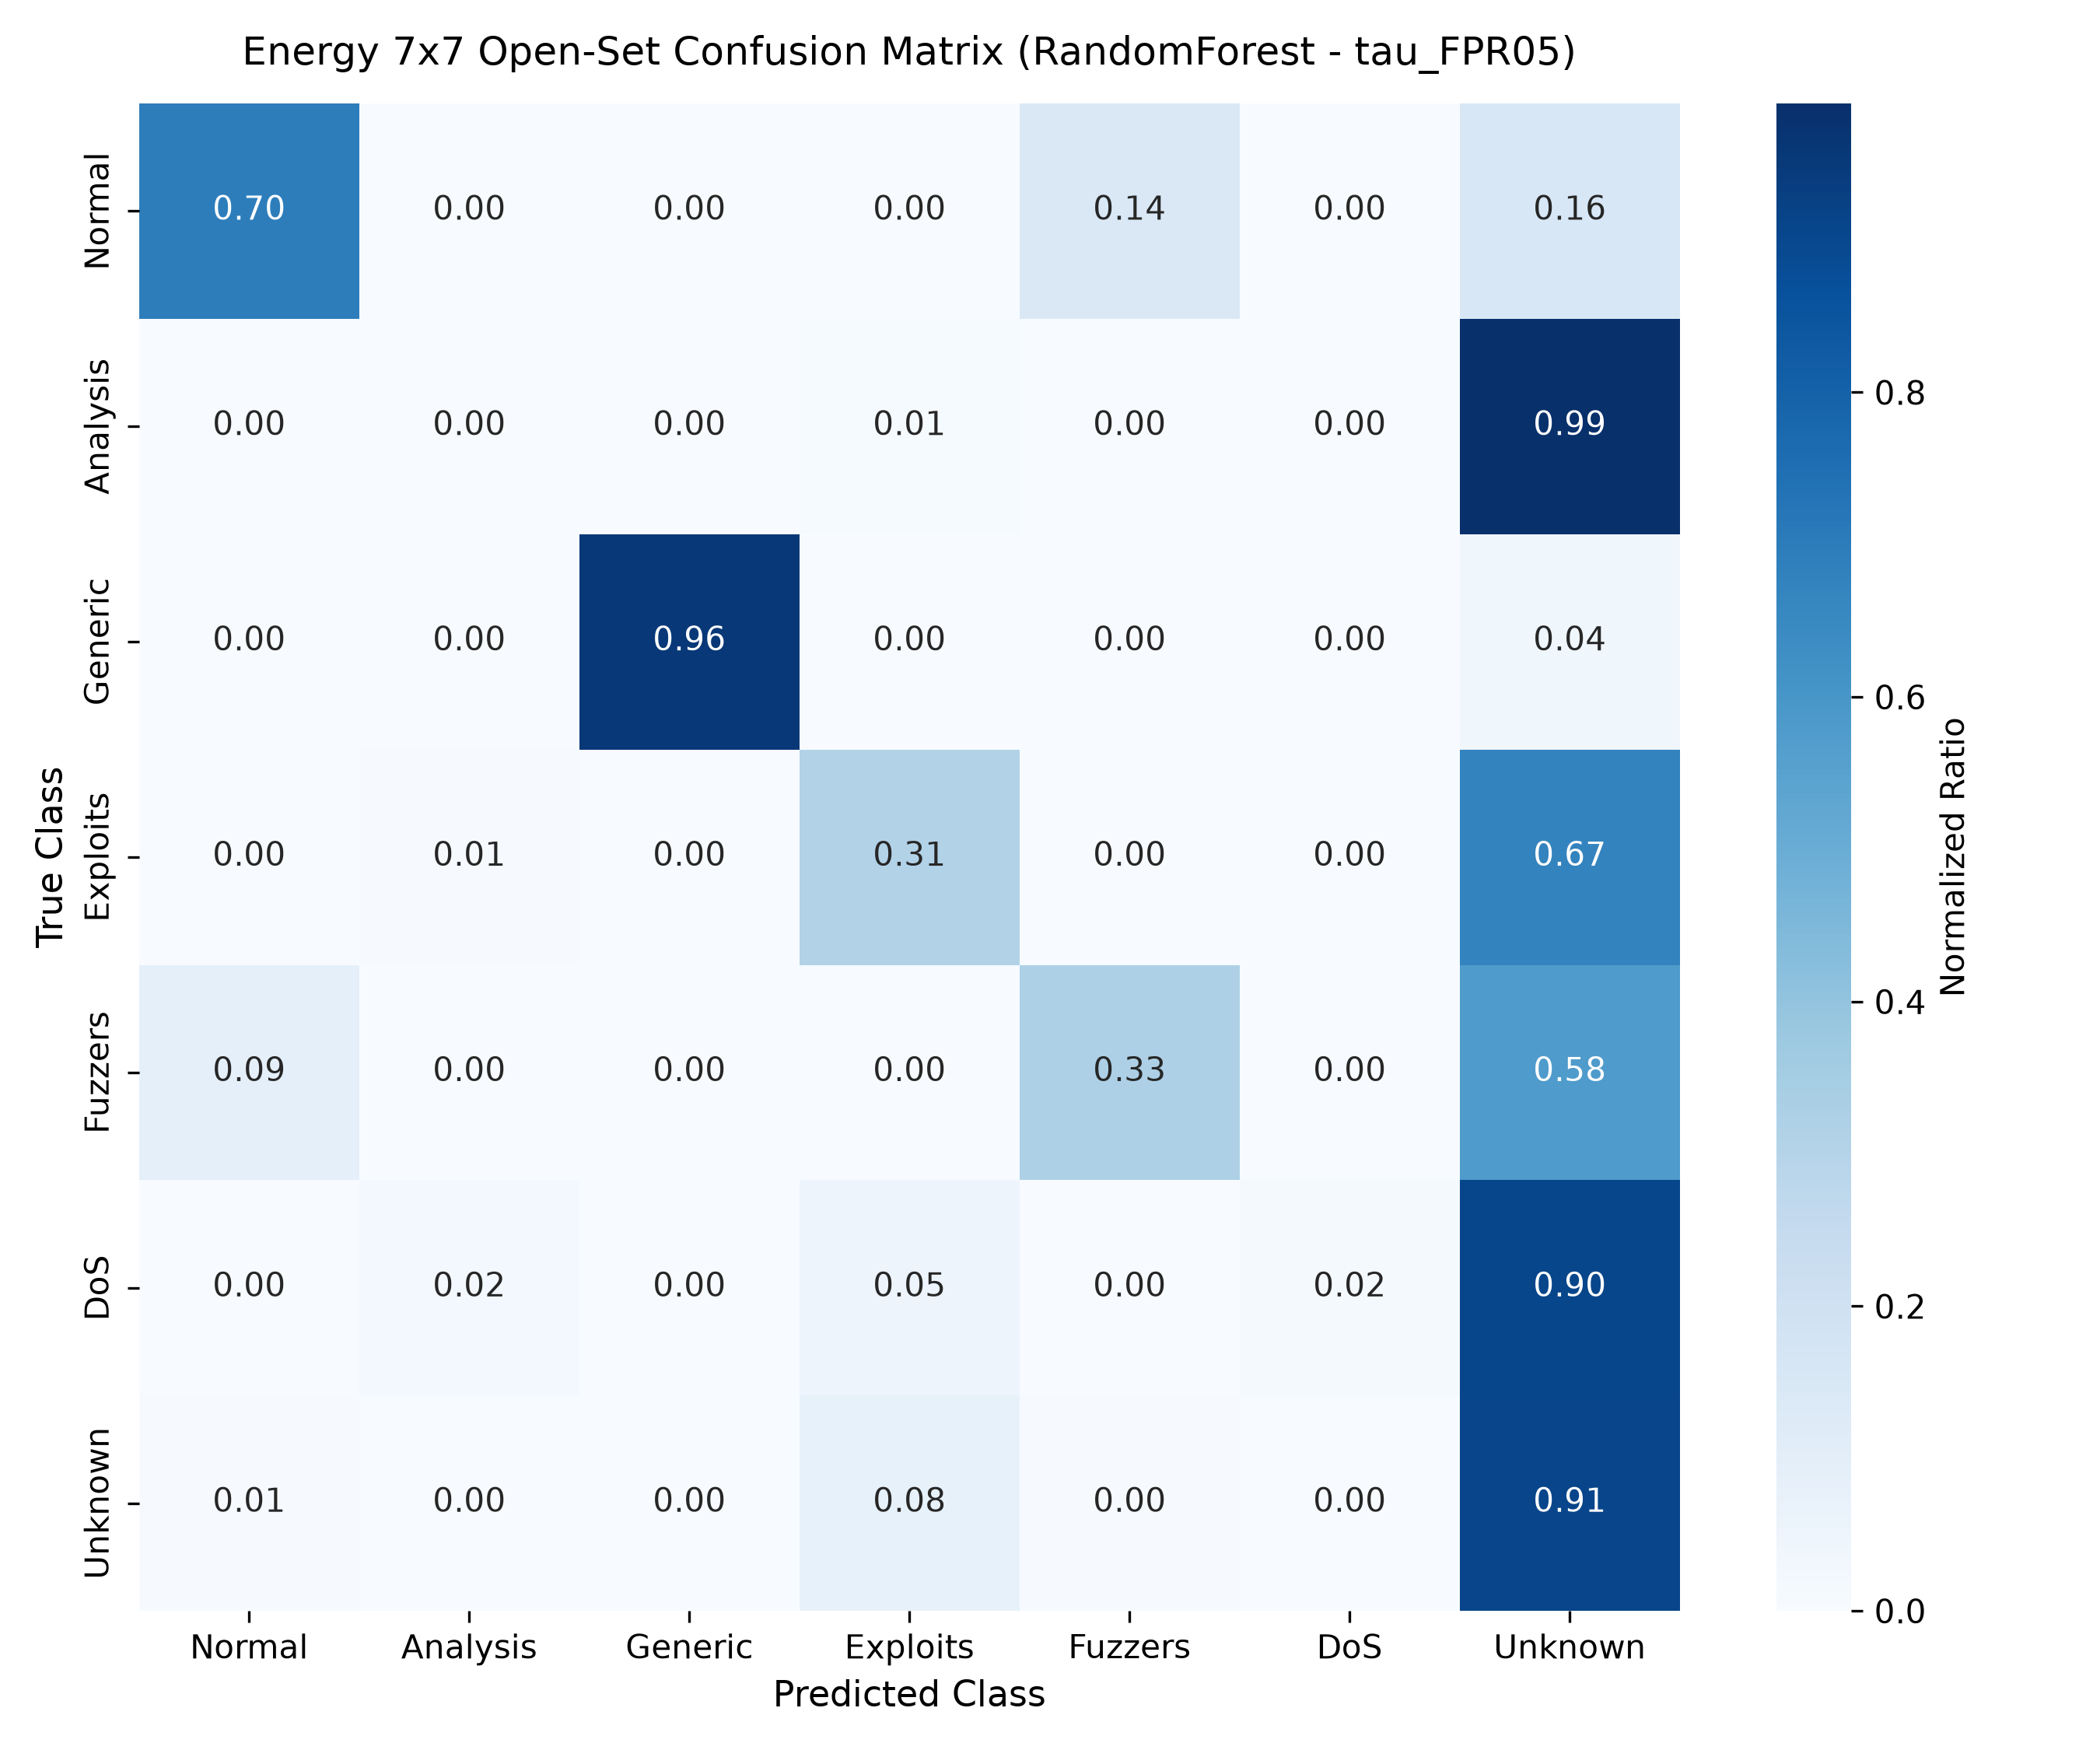 Energy 7x7 Open-Set Confusion Matrix (RandomForest - tau_FPR05)
True Class
Normal 0.70 0.00 0.00 0.00 0.14 0.00 0.16
Analysis 0.00 0.00 0.00 0.01 0.00 0.00 0.99
Generic 0.00 0.00 0.96 0.00 0.00 0.00 0.04
Exploits 0.00 0.01 0.00 0.31 0.00 0.00 0.67
Fuzzers 0.09 0.00 0.00 0.00 0.33 0.00 0.58
DoS 0.00 0.02 0.00 0.05 0.00 0.02 0.90
Unknown 0.01 0.00 0.00 0.08 0.00 0.00 0.91
Normal Analysis Generic Exploits Fuzzers DoS Unknown
Predicted Class
0.8
0.6
0.4
0.2
0.0
Normalized Ratio